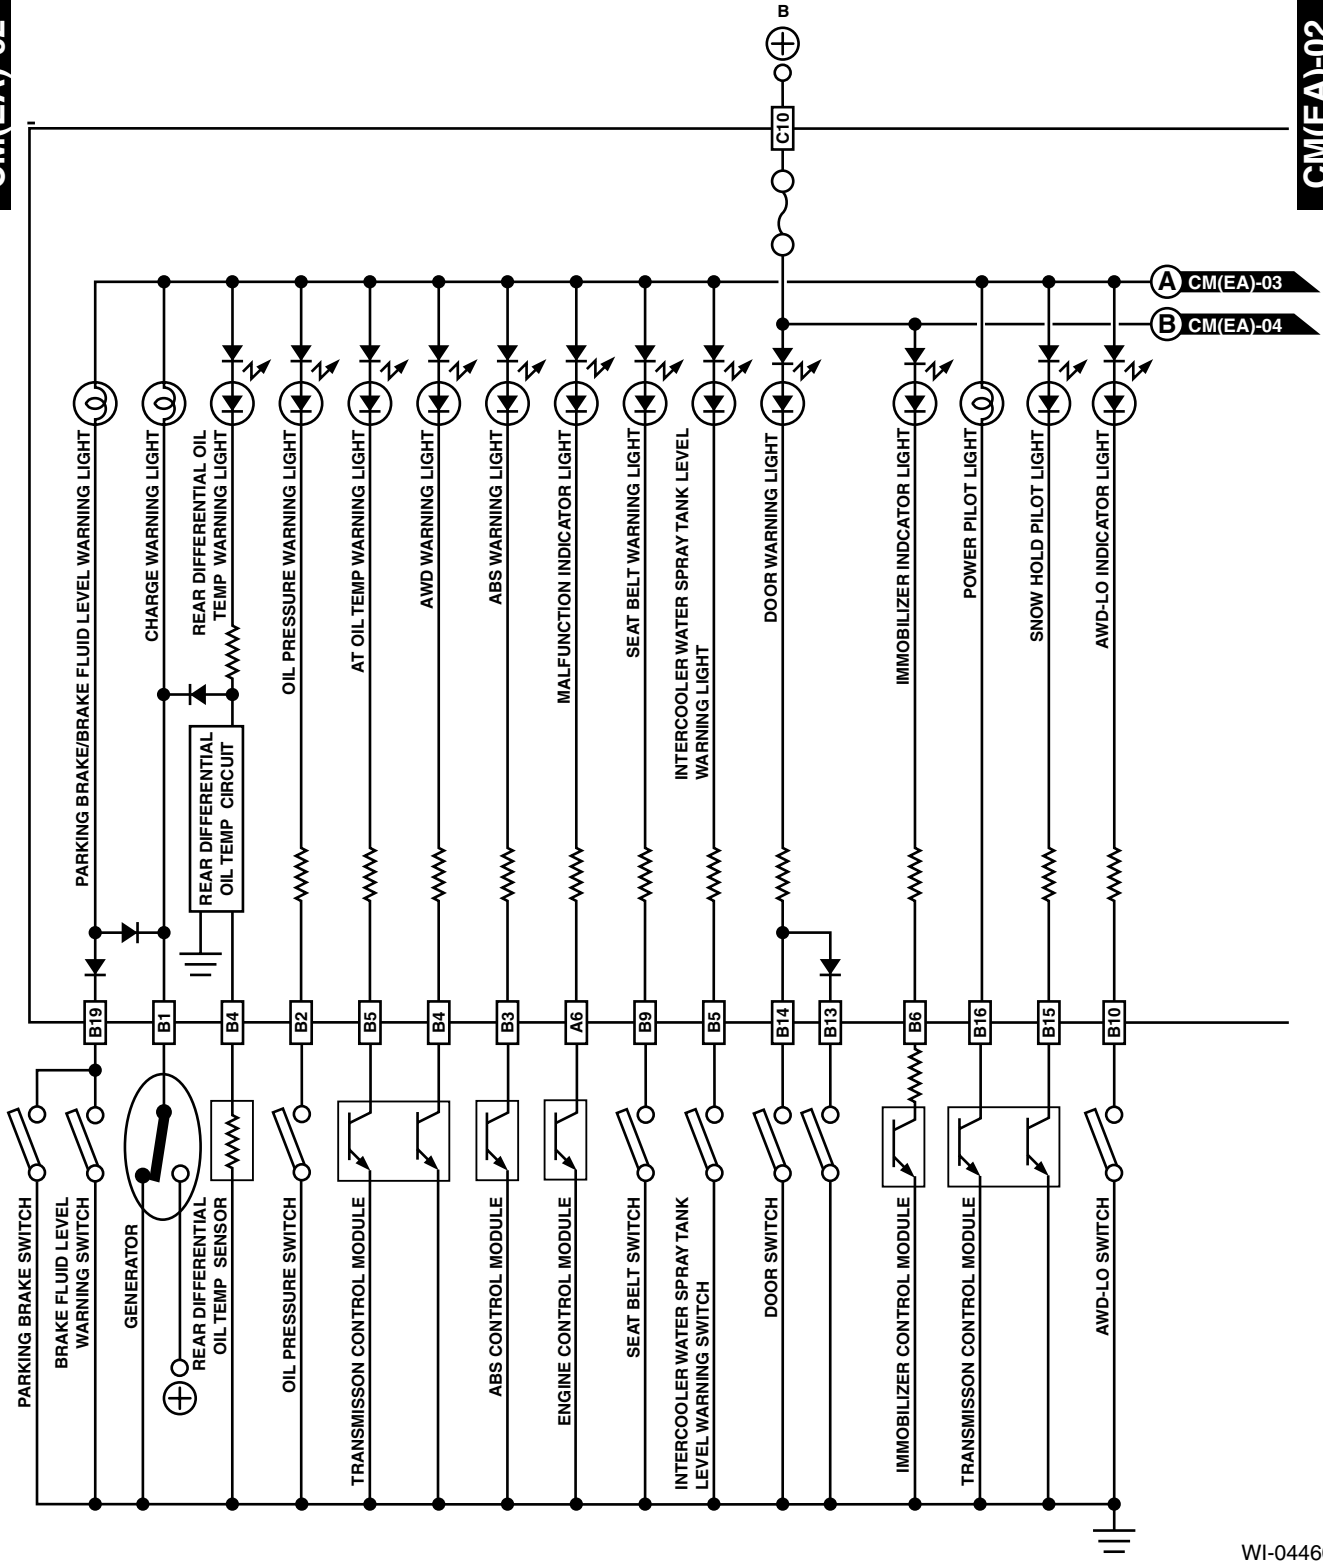 B
CM(EA)-02
C10
A CM(EA)-03
B CM(EA)-04
PARKING BRAKE/BRAKE FLUID LEVEL WARNING LIGHT
CHARGE WARNING LIGHT
REAR DIFFERENTIAL OIL
TEMP WARNING LIGHT
OIL PRESSURE WARNING LIGHT
AT OIL TEMP WARNING LIGHT
AWD WARNING LIGHT
ABS WARNING LIGHT
MALFUNCTION INDICATOR LIGHT
SEAT BELT WARNING LIGHT
INTERCOOLER WATER SPRAY TANK LEVEL
WARNING LIGHT
DOOR WARNING LIGHT
IMMOBILIZER INDCATOR LIGHT
POWER PILOT LIGHT
SNOW HOLD PILOT LIGHT
AWD-LO INDICATOR LIGHT
REAR DIFFERENTIAL
OIL TEMP CIRCUIT
B19
B1
B4
B2
B5
B4
B3
A6
B9
B5
B14
B13
B6
B16
B15
B10
PARKING BRAKE SWITCH
BRAKE FLUID LEVEL
WARNING SWITCH
GENERATOR
REAR DIFFERENTIAL
OIL TEMP SENSOR
OIL PRESSURE SWITCH
TRANSMISSON CONTROL MODULE
ABS CONTROL MODULE
ENGINE CONTROL MODULE
SEAT BELT SWITCH
INTERCOOLER WATER SPRAY TANK
LEVEL WARNING SWITCH
DOOR SWITCH
IMMOBILIZER CONTROL MODULE
TRANSMISSON CONTROL MODULE
AWD-LO SWITCH